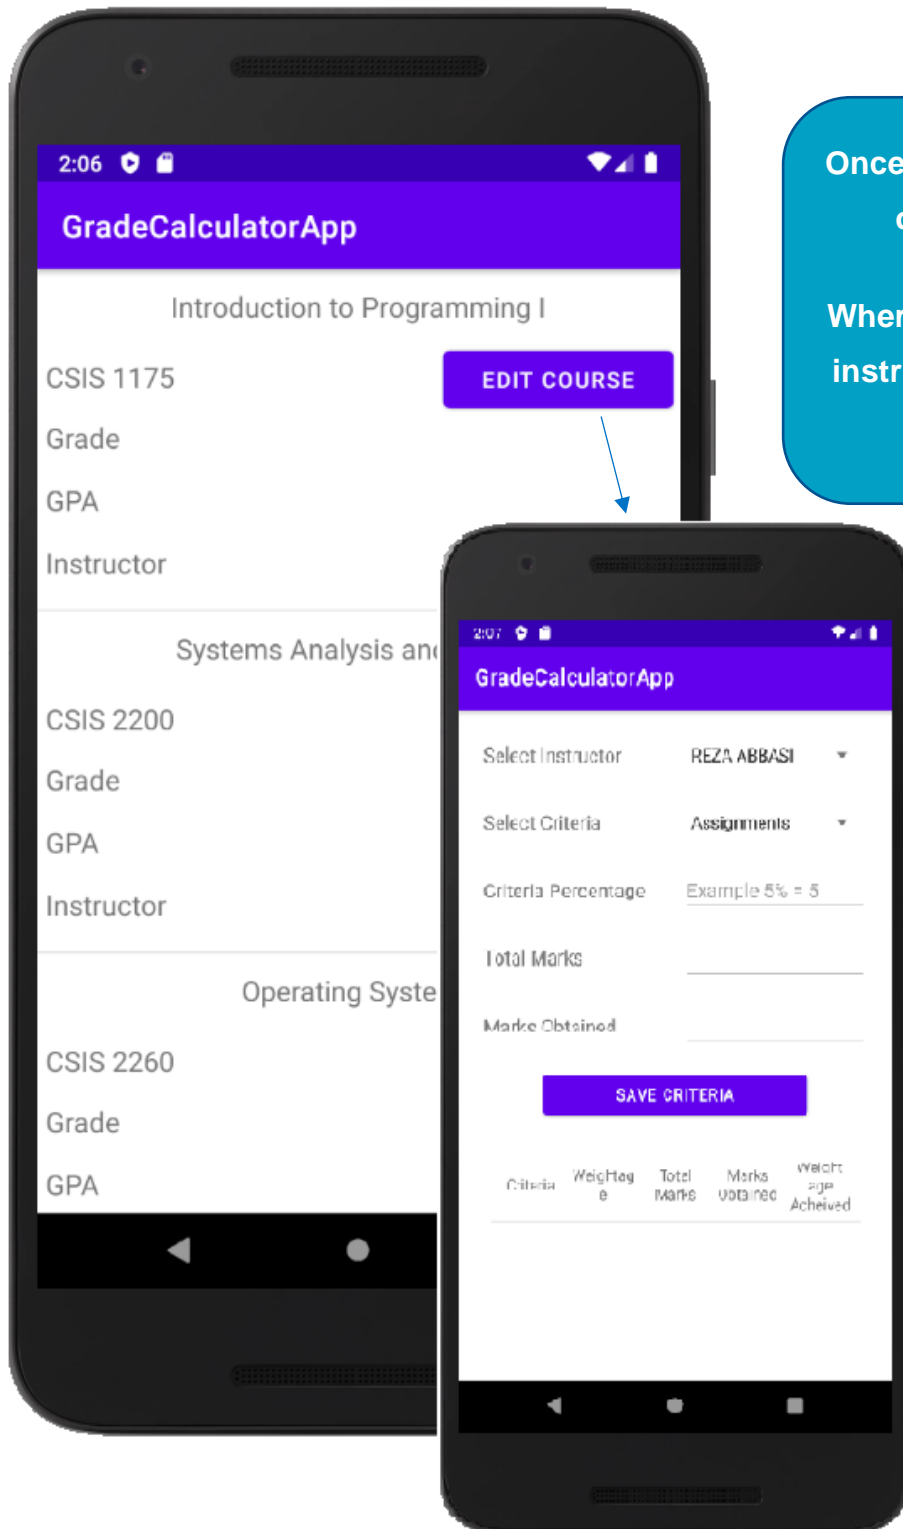 2:06
GradeCalculatorApp
Introduction to Programming I
CSIS 1175
EDIT COURSE
Grade
GPA
Instructor
Systems Analysis an
CSIS 2200
Grade
GPA
Instructor
Operating Syste
CSIS 2260
Grade
GPA
Once
Wher
instr
2:07
GradeCalculatorApp
Select Instructor REZA ABBASI
Select Criteria Assignments
Criteria Percentage Example 5% = 5
Total Marks
Marks Obtained
SAVE CRITERIA
Criteria Weightag e Total Marks Marks Obtained Weight age Acheived